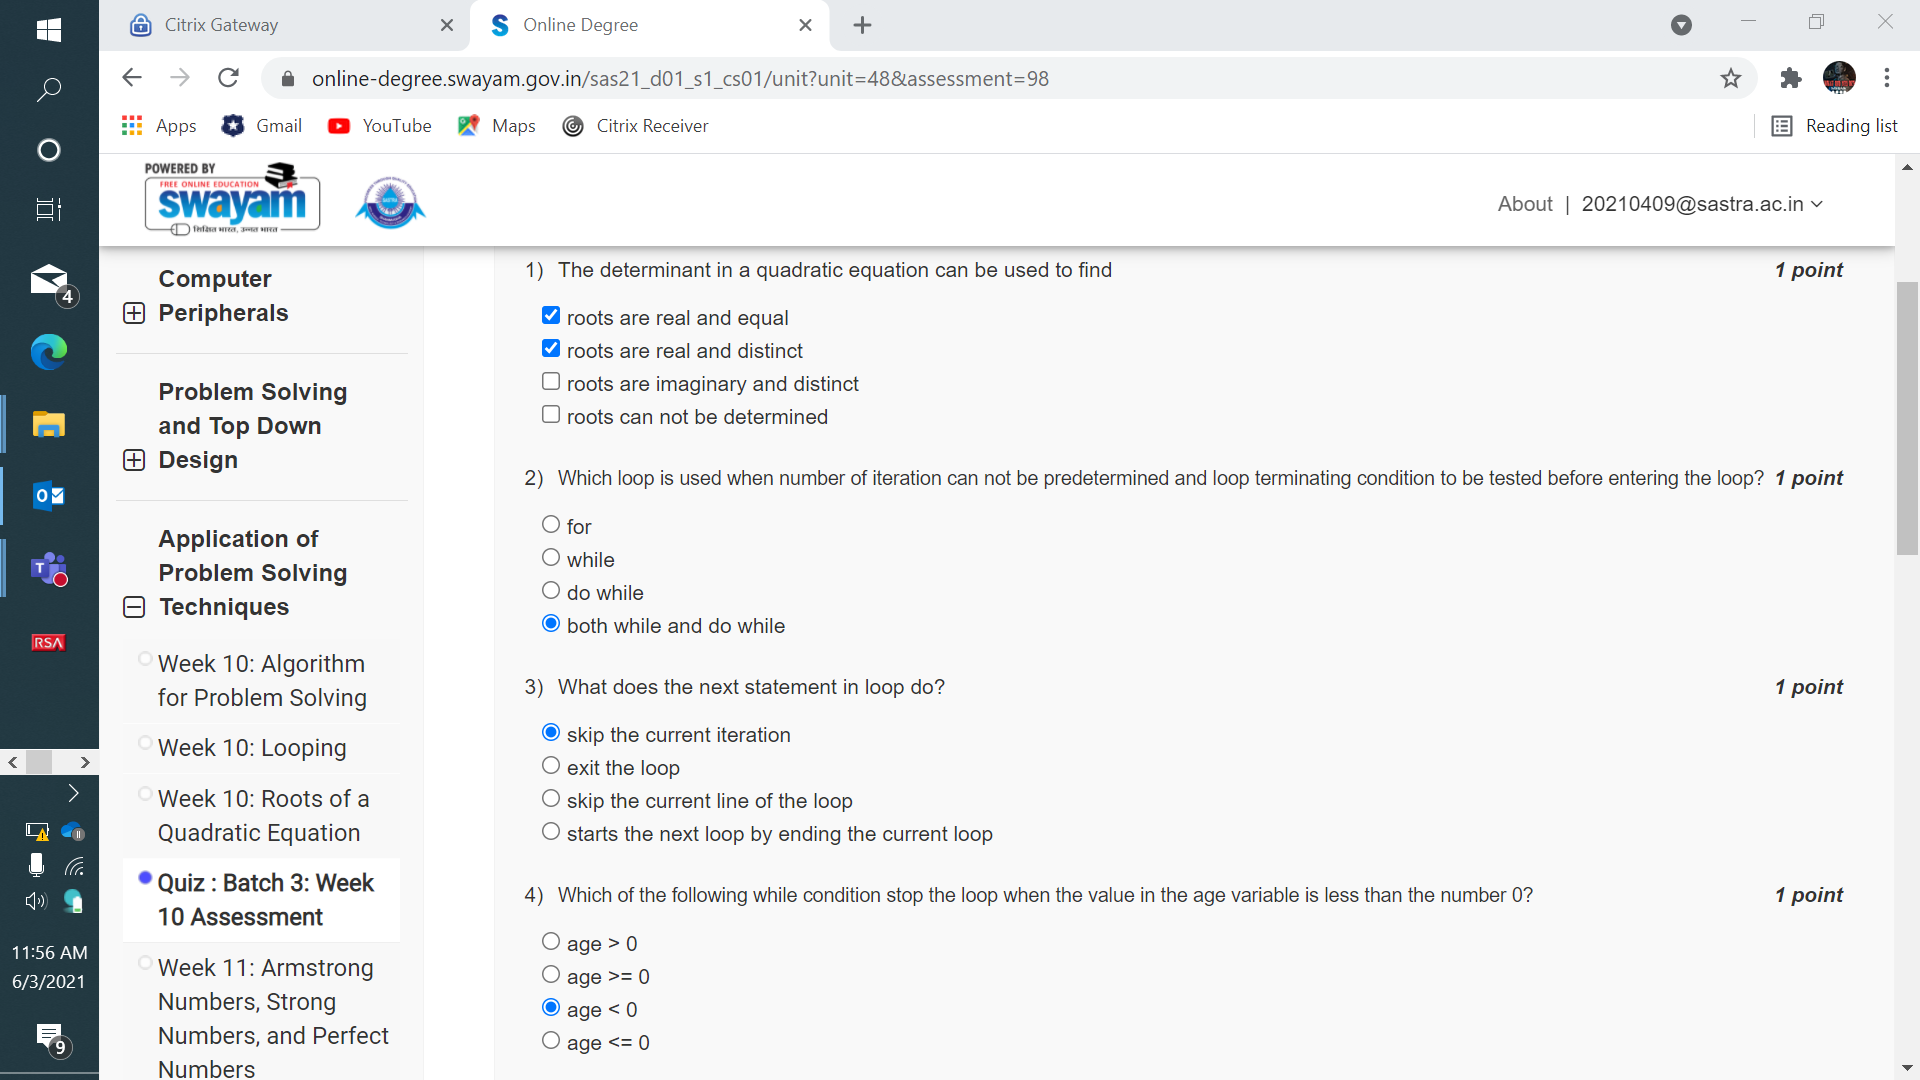 Citrix Gateway
Online Degree
online-degree.swayam.gov.in/sas21_d01_s1_cs01/unit?unit=48&assessment=98
Apps
Gmail
YouTube
Maps
Citrix Receiver
Reading list
POWERED BY
FREE ONLINE EDUCATION
swayam
शिक्षित भारत, उन्नत भारत
About | 20210409@sastra.ac.in
Computer
Peripherals
Problem Solving
and Top Down
Design
Application of
Problem Solving
Techniques
Week 10: Algorithm
for Problem Solving
Week 10: Looping
Week 10: Roots of a
Quadratic Equation
Quiz : Batch 3: Week
10 Assessment
Week 11: Armstrong
Numbers, Strong
Numbers, and Perfect
Numbers
1) The determinant in a quadratic equation can be used to find 1 point
roots are real and equal
roots are real and distinct
roots are imaginary and distinct
roots can not be determined
2) Which loop is used when number of iteration can not be predetermined and loop terminating condition to be tested before entering the loop? 1 point
for
while
do while
both while and do while
3) What does the next statement in loop do? 1 point
skip the current iteration
exit the loop
skip the current line of the loop
starts the next loop by ending the current loop
4) Which of the following while condition stop the loop when the value in the age variable is less than the number 0? 1 point
age > 0
age >= 0
age < 0
age <= 0
4
RSA
11:56 AM
6/3/2021
9